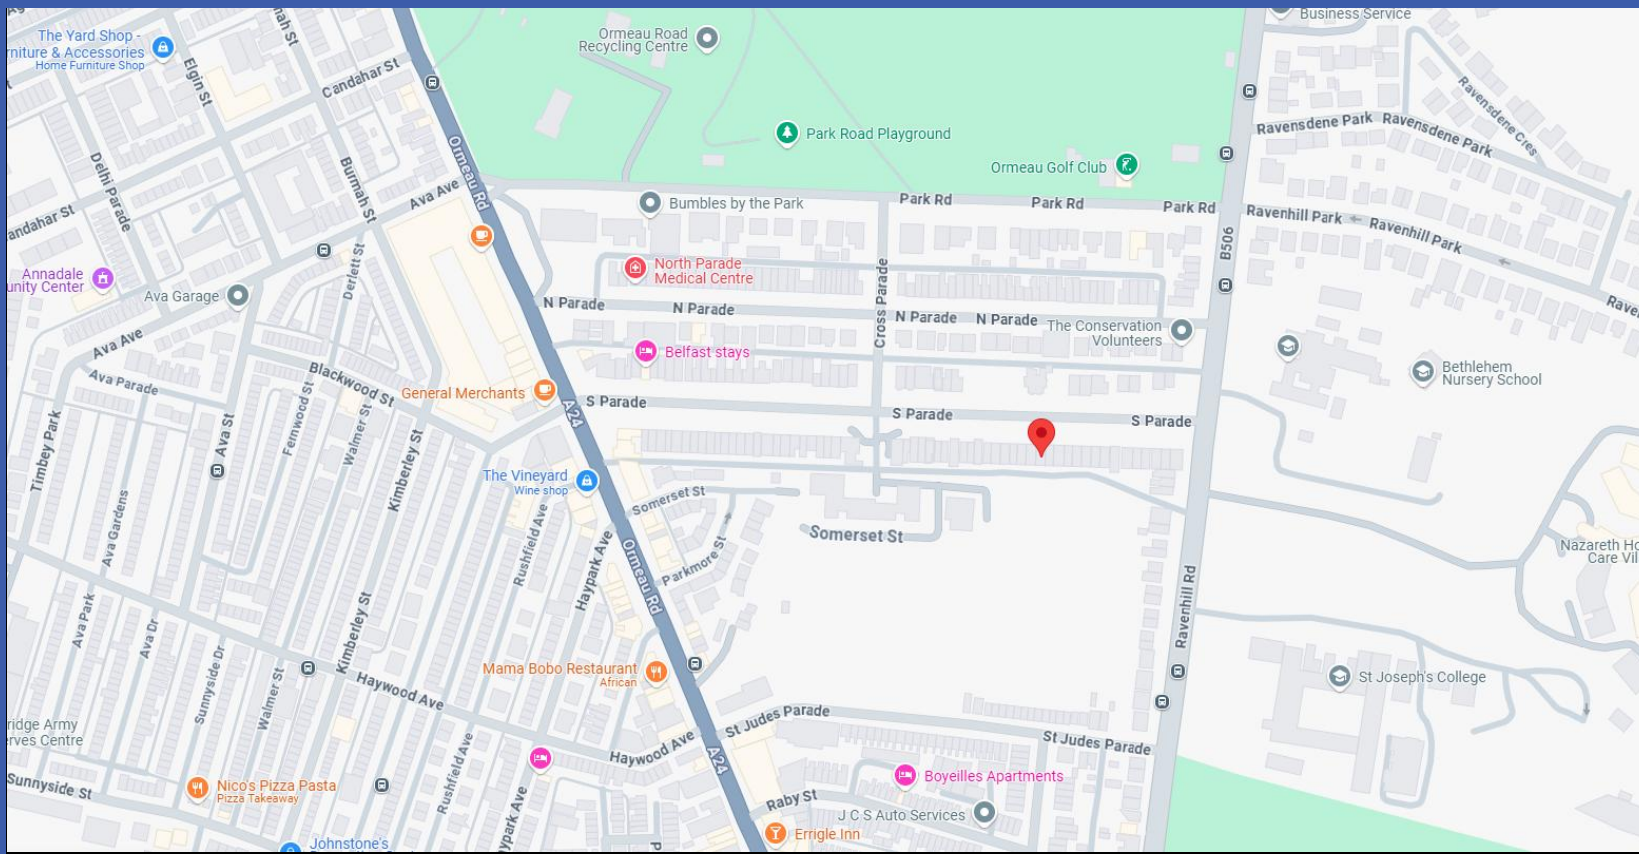 The Yard Shop -
rniture & Accessories
Home Furniture Shop
Elgin St
mah St
Candahar St
Ormeau Road
Recycling Centre
Business Service
Park Road Playground
Ormeau Golf Club
Ravensdene Park
Ravensdene Park
Ravensdene Cres
Delhi Parade
Burmah St
Ormeau Rd
Ava Ave
andahar St
Bumbles by the Park
Park Rd
Park Rd
Park Rd
Ravenhill Park
Ravenhill Park
B506
Annadale
unity Center
Ava Garage
Derlett St
North Parade
Medical Centre
Cross Parade
N Parade
N Parade
N Parade
N Parade
The Conservation
Volunteers
Rave
Ava Ave
Belfast stays
Bethlehem
Nursery School
Ava Parade
Blackwood St
General Merchants
A24
S Parade
S Parade
S Parade
Timbey Park
Ava St
Fernwood St
Walmer St
Kimberley St
The Vineyard
Wine shop
Somerset St
Ava Gardens
Rushfield Ave
Haypark Ave
Ormeau Rd
Parkmore St
Somerset St
Nazareth Ho
Care Vil
Ravenhill Rd
Ava Park
Ava Dr
Sunnyside Dr
Walmer St
Kimberley St
Haywood Ave
Mama Bobo Restaurant
African
St Joseph's College
ridge Army
erves Centre
Rushfield Ave
Haywood Ave
St Judes Parade
St Judes Parade
A24
Sunnyside St
Nico's Pizza Pasta
Pizza Takeaway
Boyeilles Apartments
Raby St
J C S Auto Services
Errigle Inn
Johnstone's
ypark Ave
P